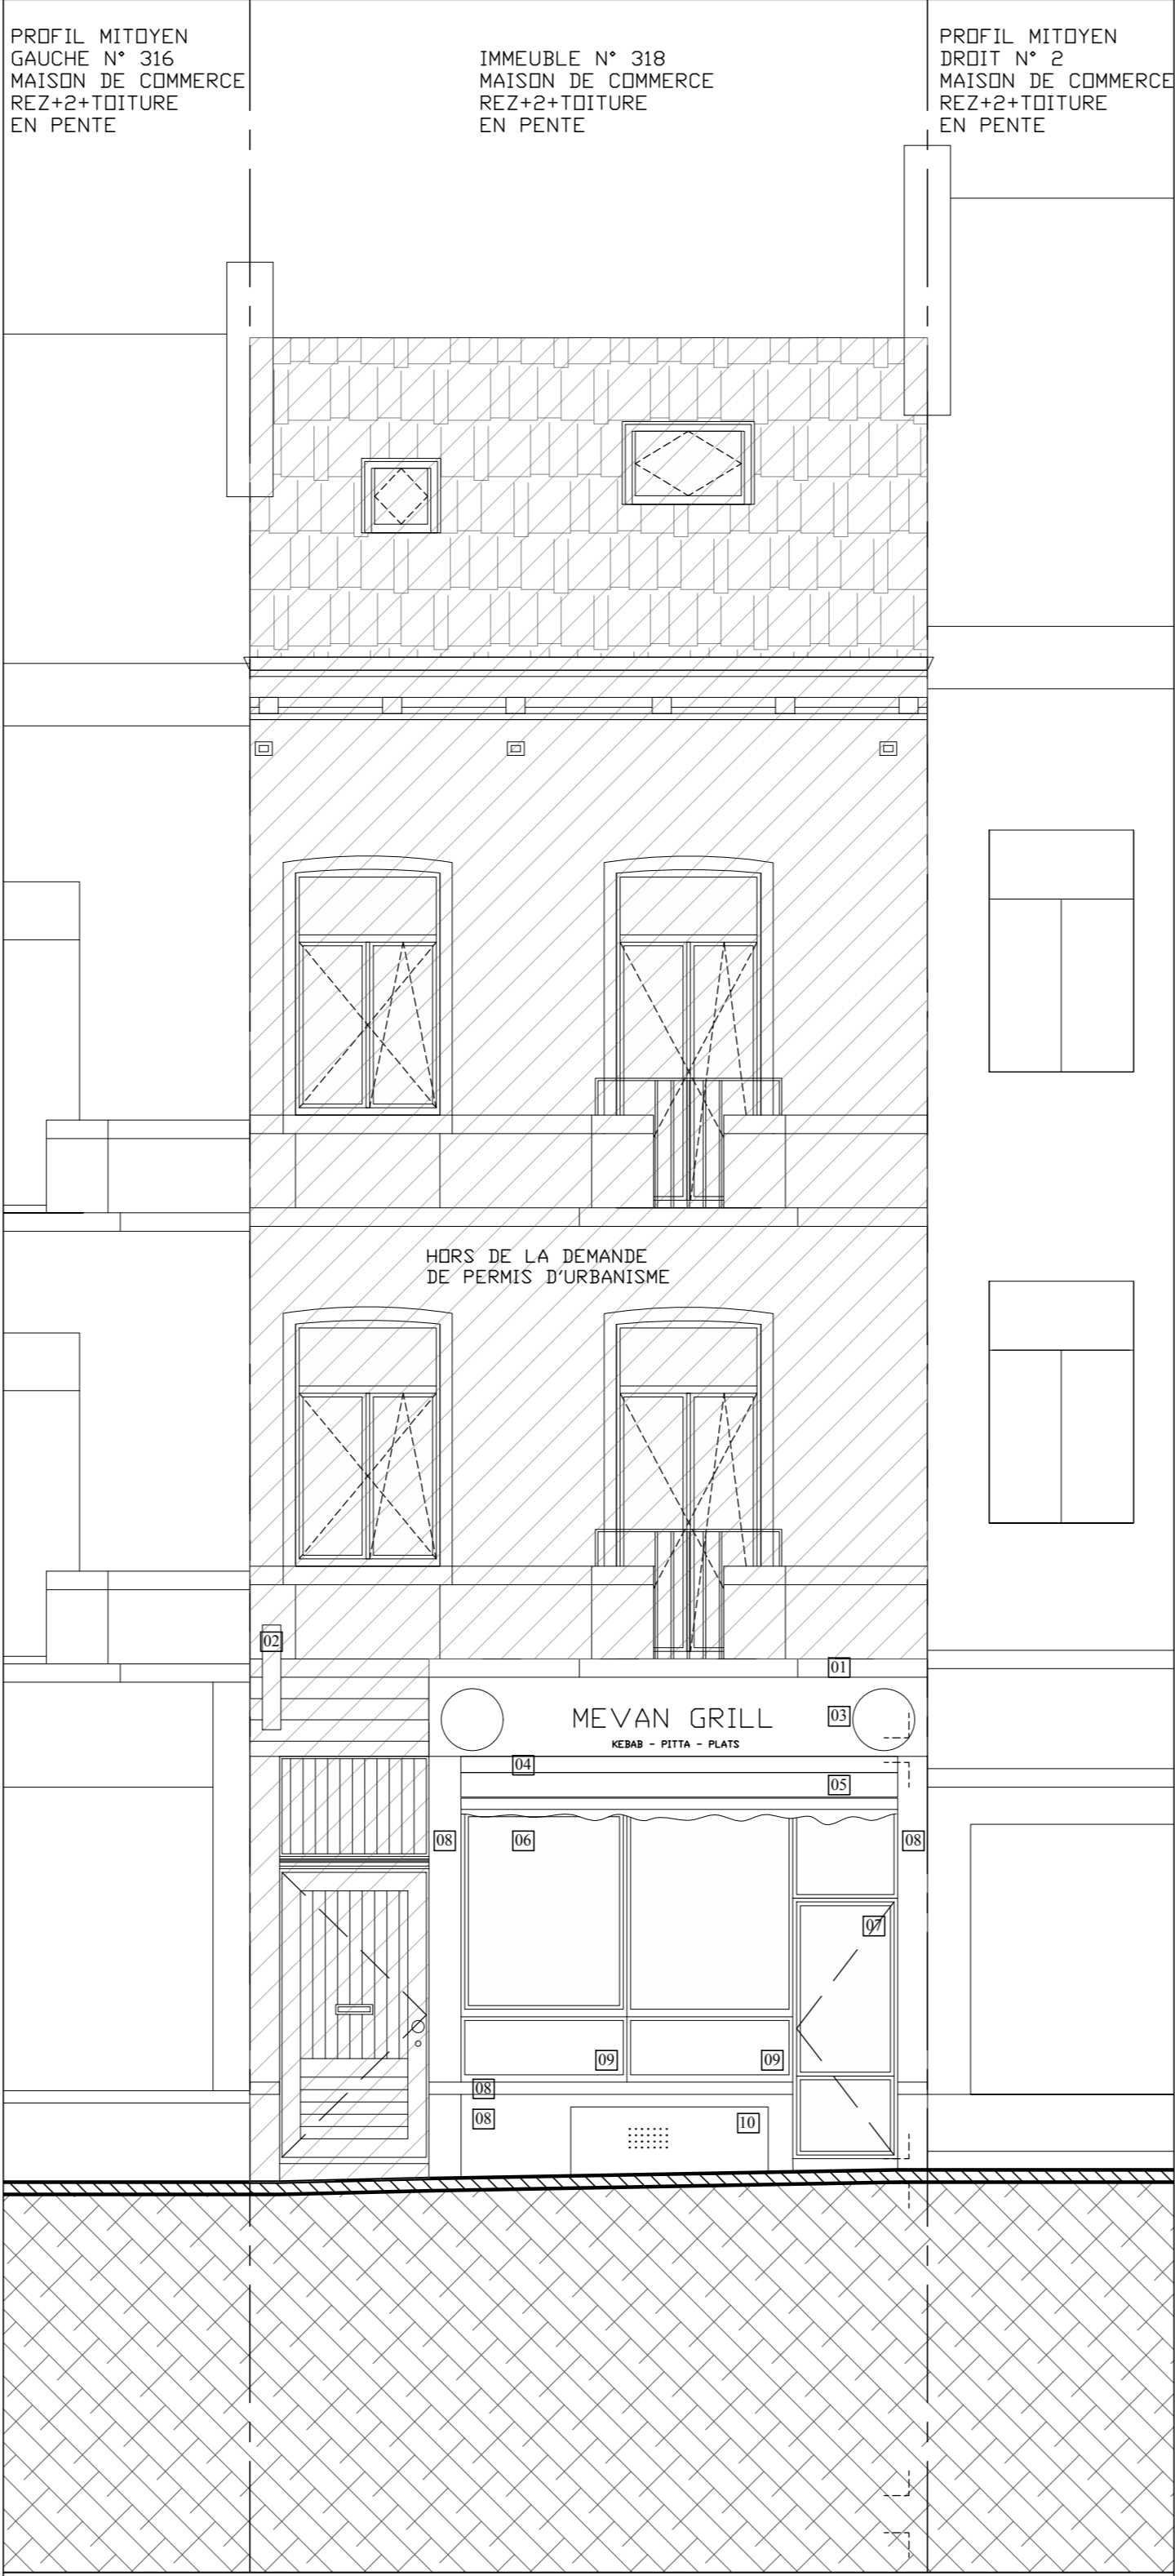 PROFIL MITOYEN
GAUCHE N° 316
MAISON DE COMMERCE
REZ+2+TOITURE
EN PENTE
IMMEUBLE N° 318
MAISON DE COMMERCE
REZ+2+TOITURE
EN PENTE
PROFIL MITOYEN
DROIT N° 2
MAISON DE COMMERCE
REZ+2+TOITURE
EN PENTE
HORS DE LA DEMANDE
DE PERMIS D'URBANISME
02
01
MEVAN GRILL
03
KEBAB - PITTA - PLATS
04
05
08
06
08
07
09
09
08
08
10